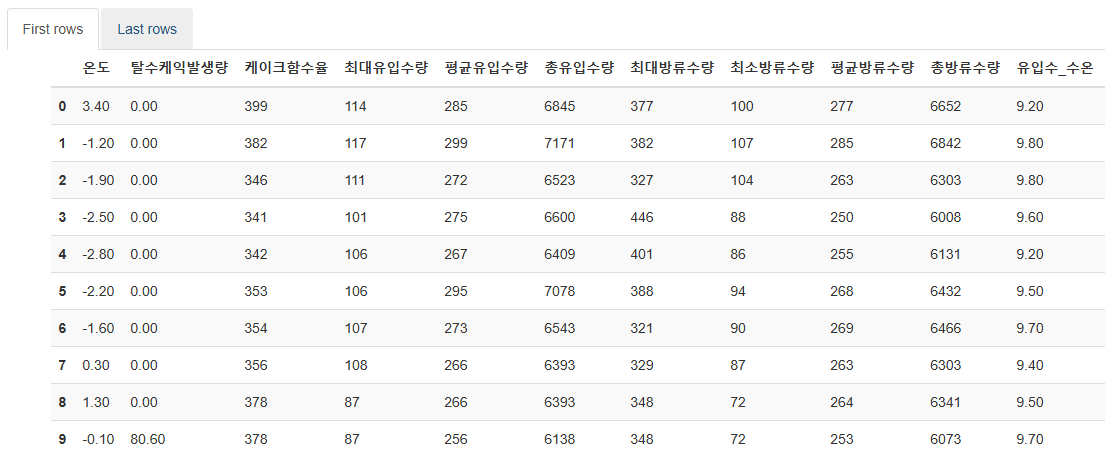 First rows Last rows
온도 탈수케익발생량 케이크함수율 최대유입수량 평균유입수량 총유입수량 최대방류수량 최소방류수량 평균방류수량 총방류수량 유입수_수온
0 3.40 0.00 399 114 285 6845 377 100 277 6652 9.20
1 -1.20 0.00 382 117 299 7171 382 107 285 6842 9.80
2 -1.90 0.00 346 111 272 6523 327 104 263 6303 9.80
3 -2.50 0.00 341 101 275 6600 446 88 250 6008 9.60
4 -2.80 0.00 342 106 267 6409 401 86 255 6131 9.20
5 -2.20 0.00 353 106 295 7078 388 94 268 6432 9.50
6 -1.60 0.00 354 107 273 6543 321 90 269 6466 9.70
7 0.30 0.00 356 108 266 6393 329 87 263 6303 9.40
8 1.30 0.00 378 87 266 6393 348 72 264 6341 9.50
9 -0.10 80.60 378 87 256 6138 348 72 253 6073 9.70